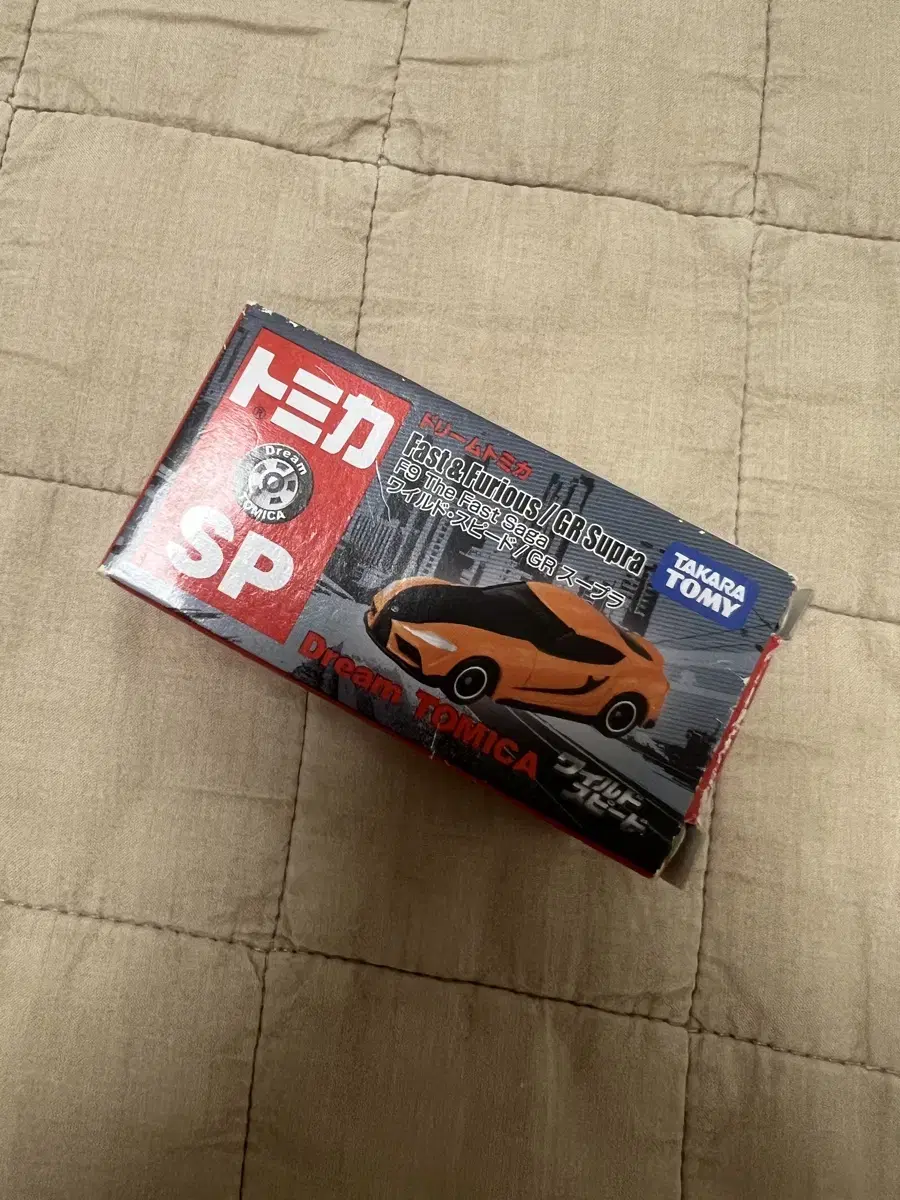 トミカ
®
Dream
TOMICA
SP
ドリームトミカ
Fast & Furious / GR Supra
F9 The Fast Saga
ワイルド・スピード / GR スープラ
TAKARA
TOMY
Dream TOMICA
ワイルド
スピード